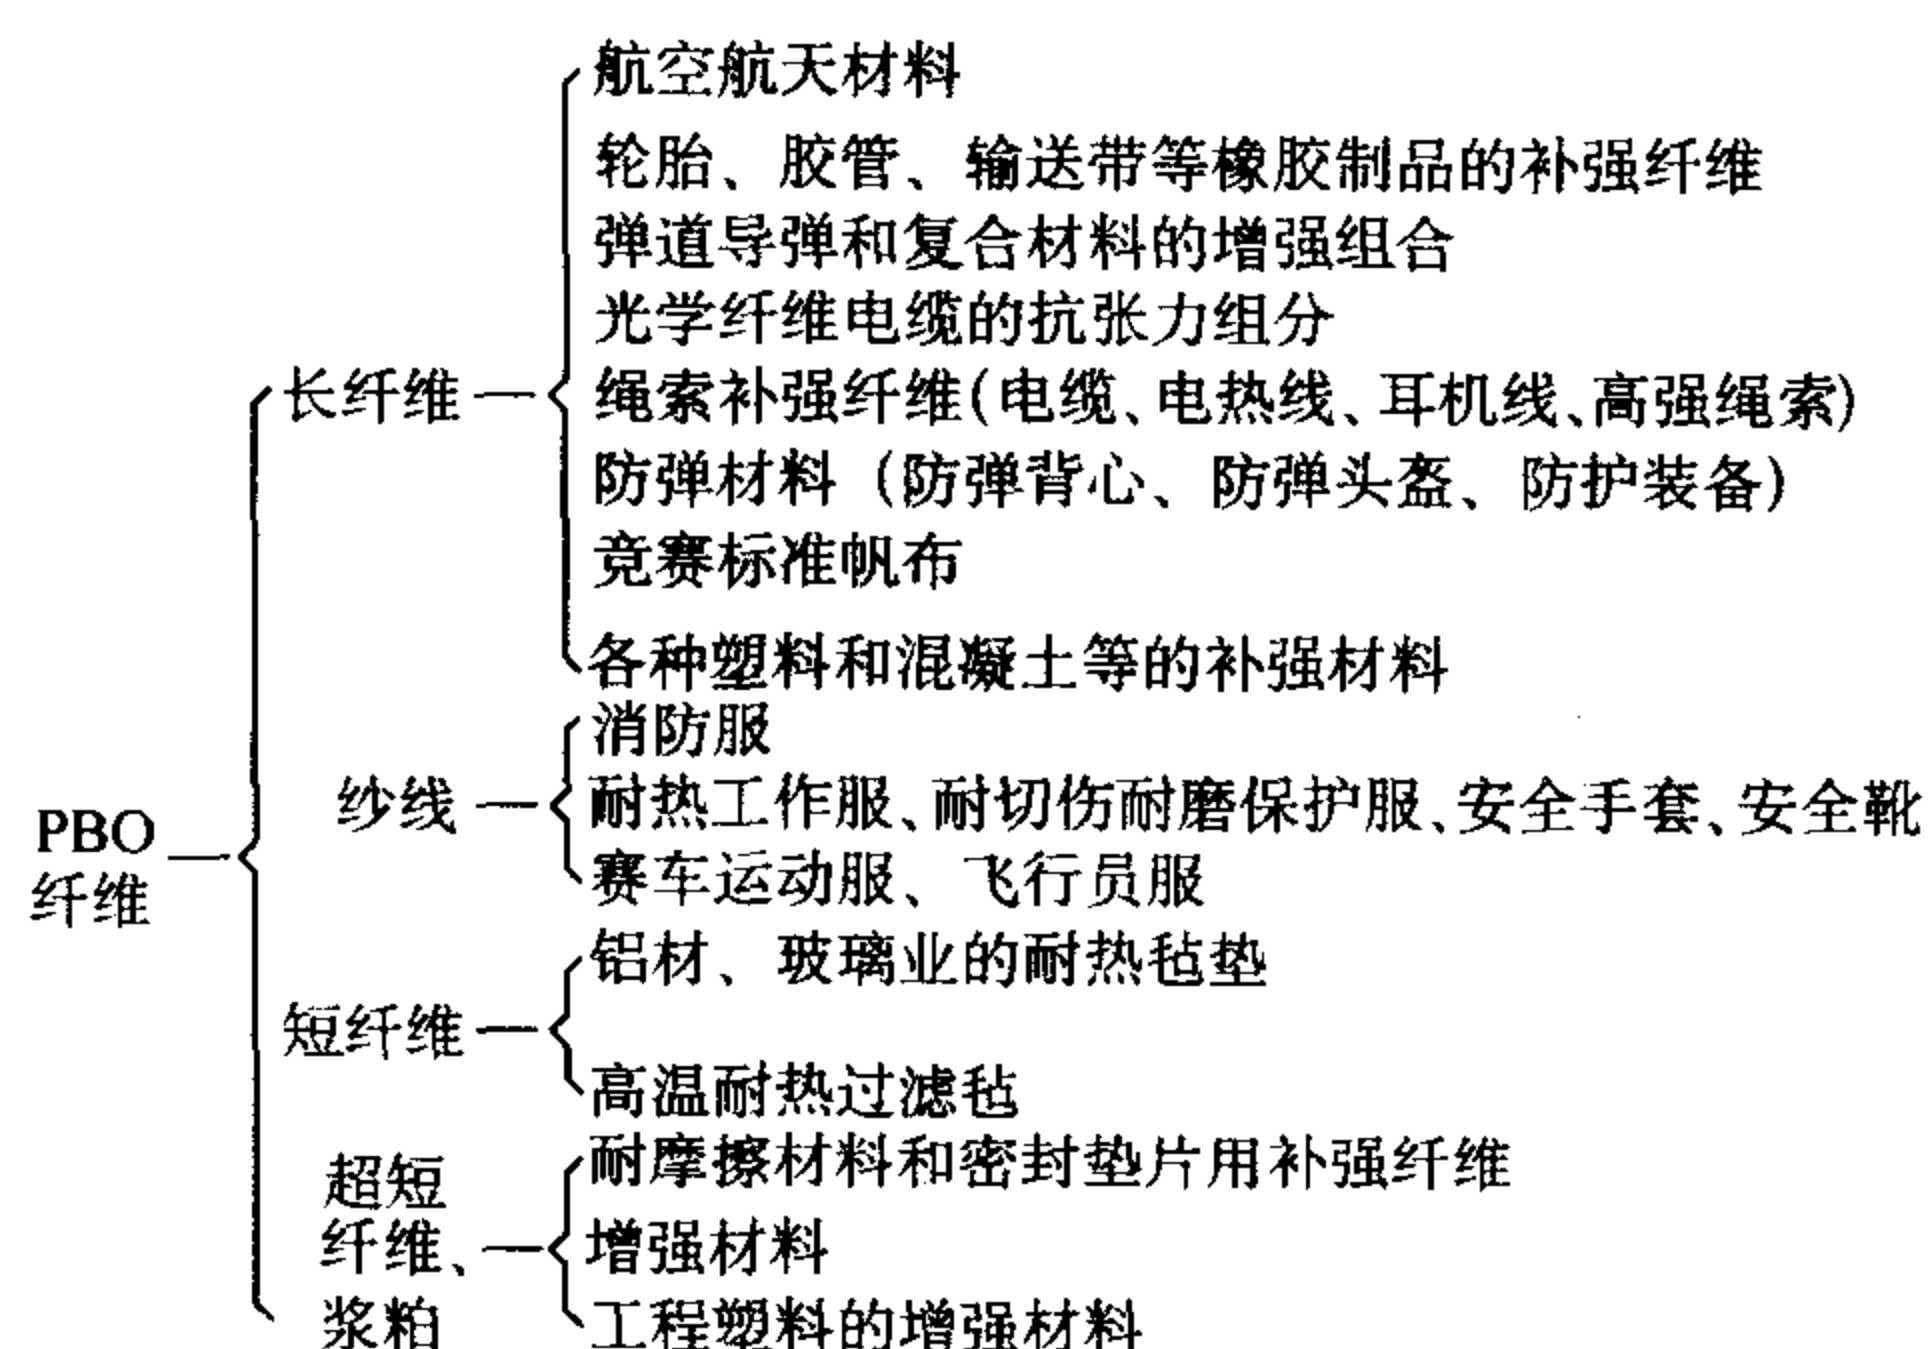 PBO
纤维
长纤维
航空航天材料
轮胎、胶管、输送带等橡胶制品的补强纤维
弹道导弹和复合材料的增强组合
光学纤维电缆的抗张力组分
绳索补强纤维(电缆、电热线、耳机线、高强绳索)
防弹材料（防弹背心、防弹头盔、防护装备）
竞赛标准帆布
各种塑料和混凝土等的补强材料
纱线
消防服
耐热工作服、耐切伤耐磨保护服、安全手套、安全靴
赛车运动服、飞行员服
短纤维
铝材、玻璃业的耐热毡垫
高温耐热过滤毡
超短
纤维、
浆粕
耐摩擦材料和密封垫片用补强纤维
增强材料
工程塑料的增强材料